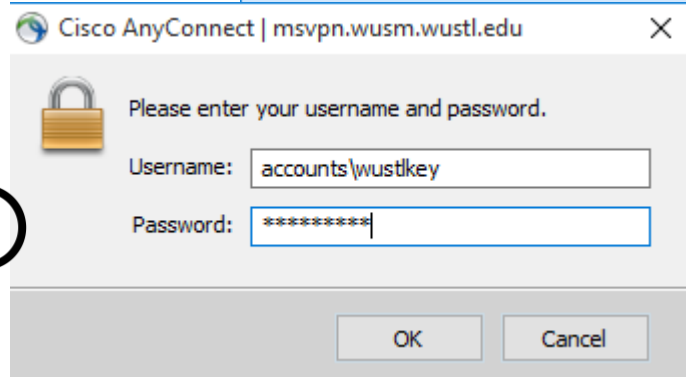 Cisco AnyConnect | msvpn.wusm.wustl.edu
Please enter your username and password.
Username: accounts\wustlkey
Password: *********
OK Cancel